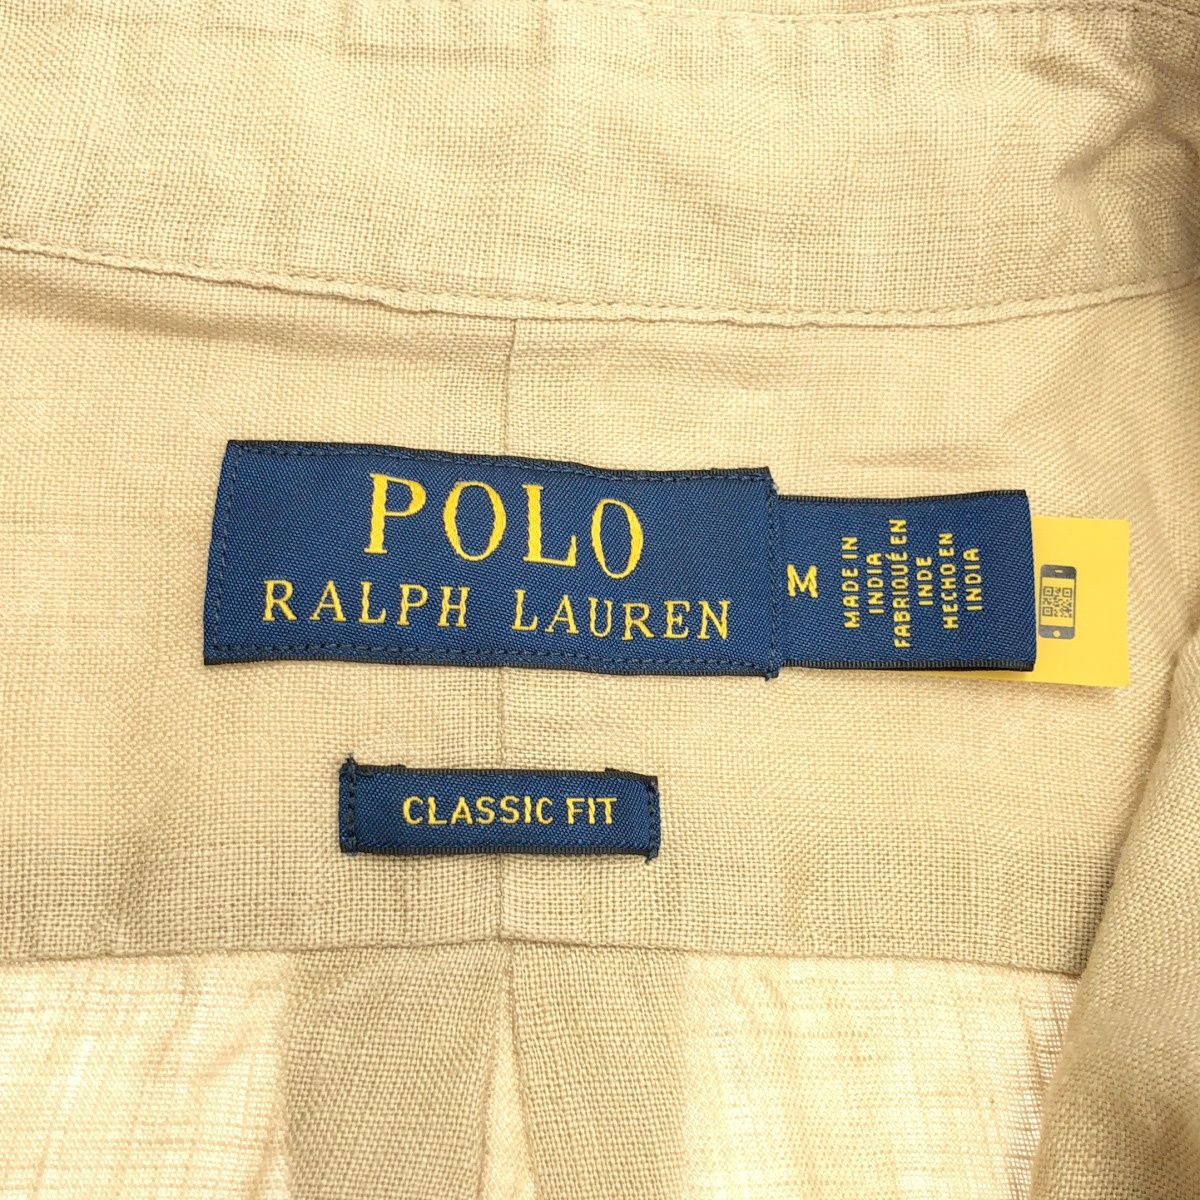 POLO
RALPH LAUREN
M
MADE IN
INDIA
FABRIQUÉ EN
INDE
HECHO EN
INDIA
CLASSIC FIT